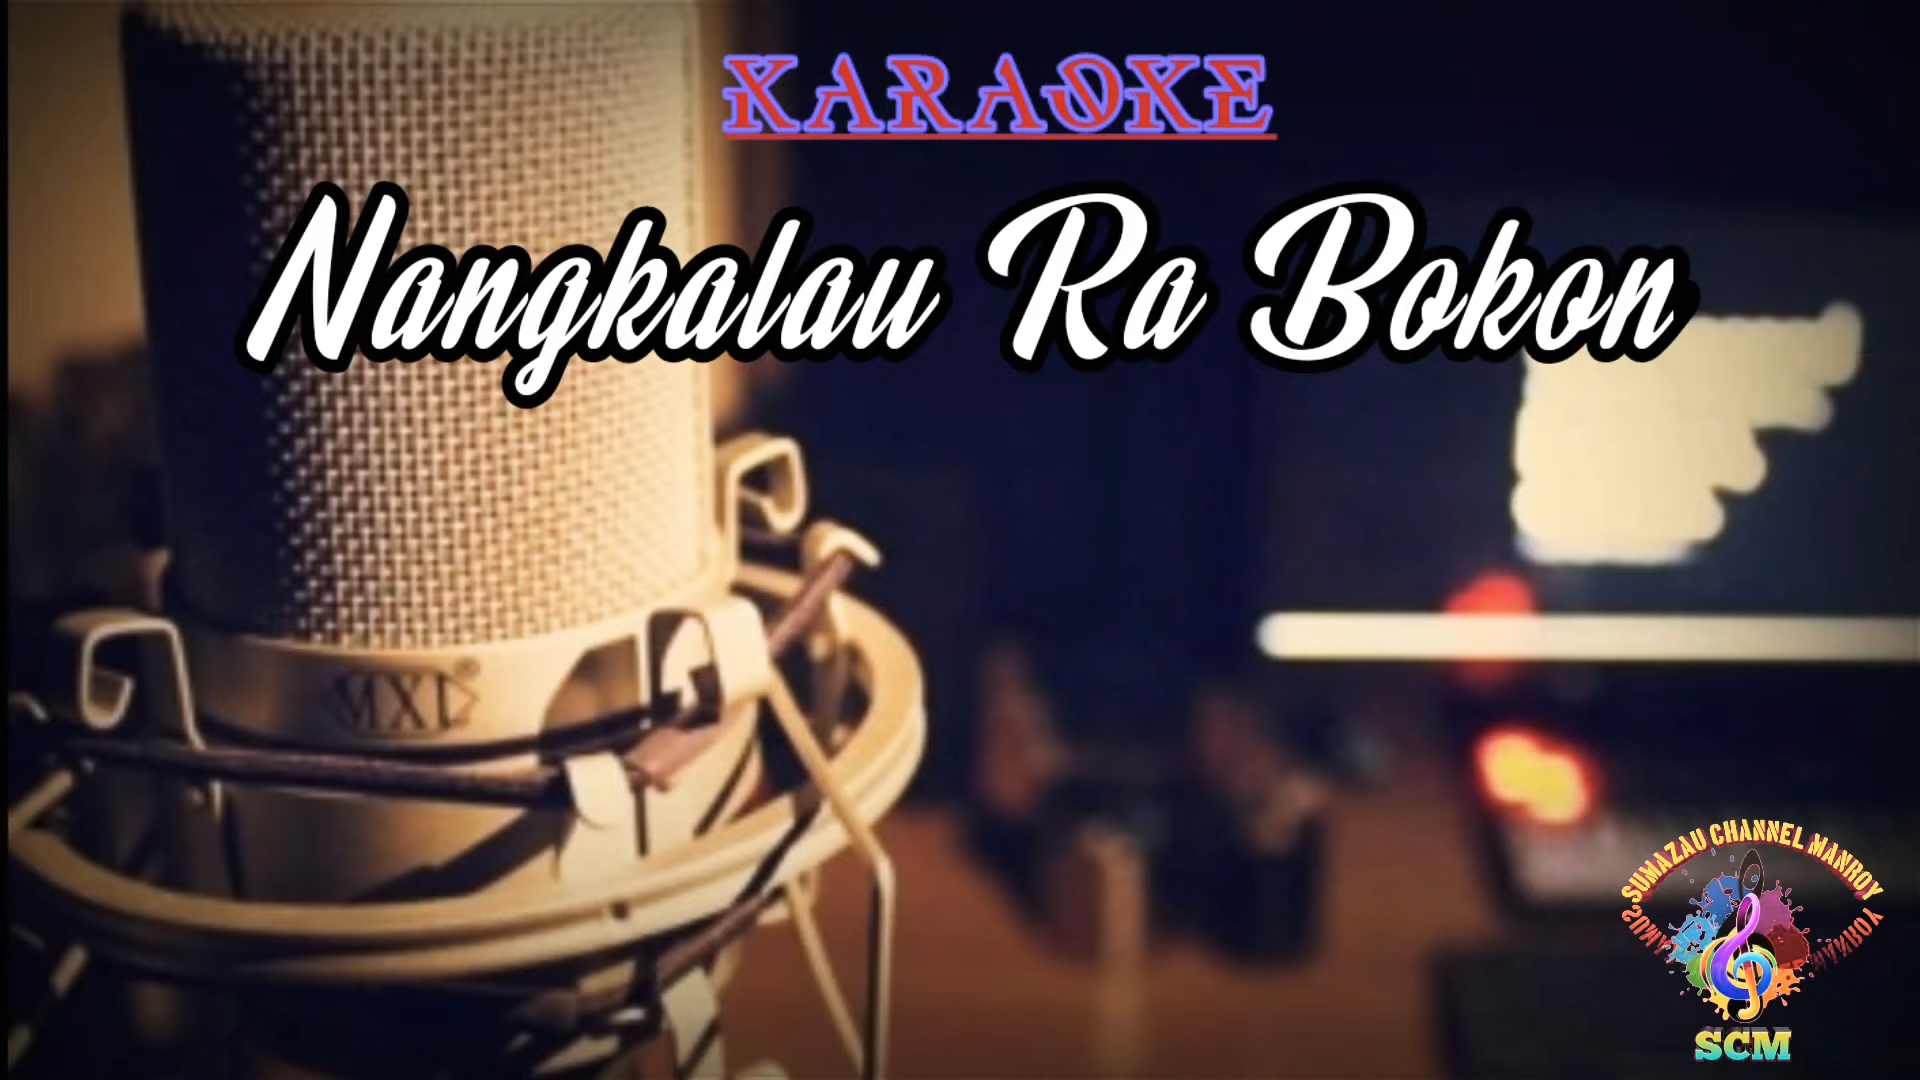 KARAOKE
Nangkalau Ra Bokon
MXL®
SUMAZAU CHANNEL MANROY
SCM